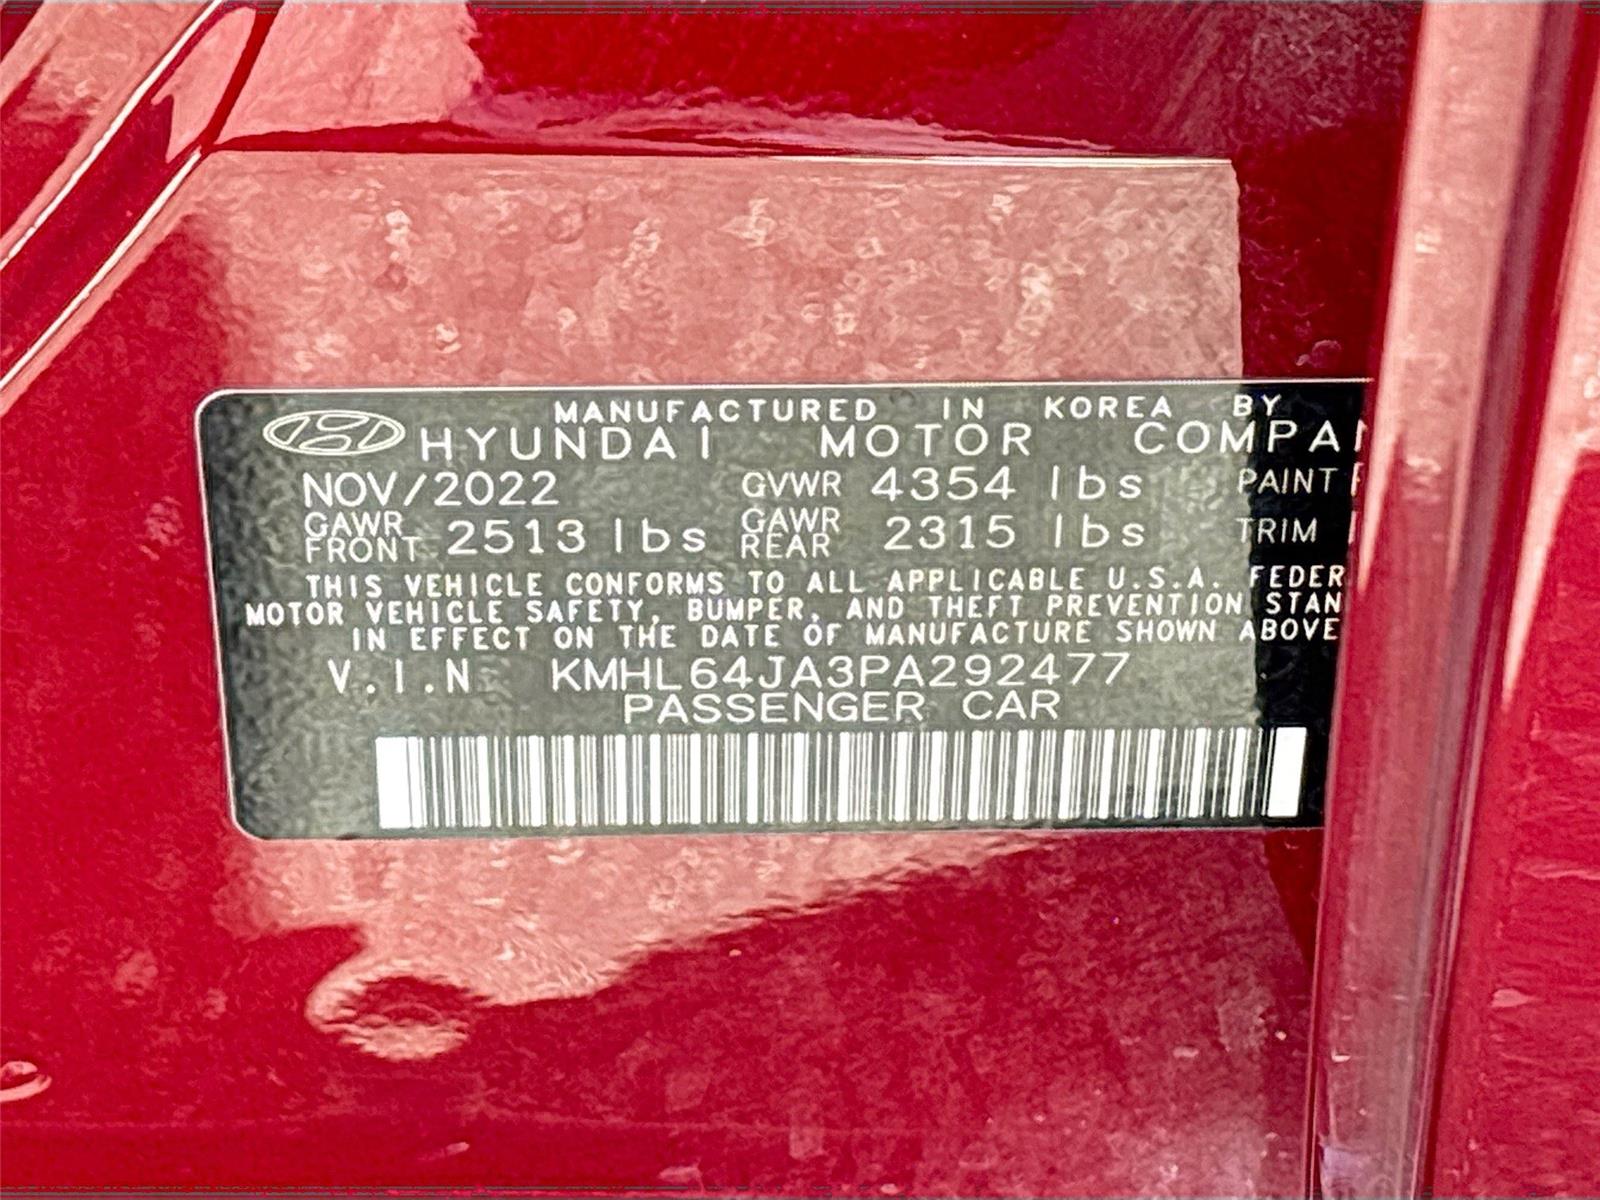 MANUFACTURED IN KOREA BY
HYUNDAI MOTOR
NOV/2022 GVWR 4354 lbs PAINT
GAWR FRONT 2513 lbs GAWR REAR 2315 lbs TRIM
THIS VEHICLE CONFORMS TO ALL APPLICABLE U.S.A. FEDER
MOTOR VEHICLE SAFETY, BUMPER, AND THEFT PREVENTION STAN
IN EFFECT ON THE DATE OF MANUFACTURE SHOWN ABOVE
V.I.N KMHL64JA3PA292477
PASSENGER CAR